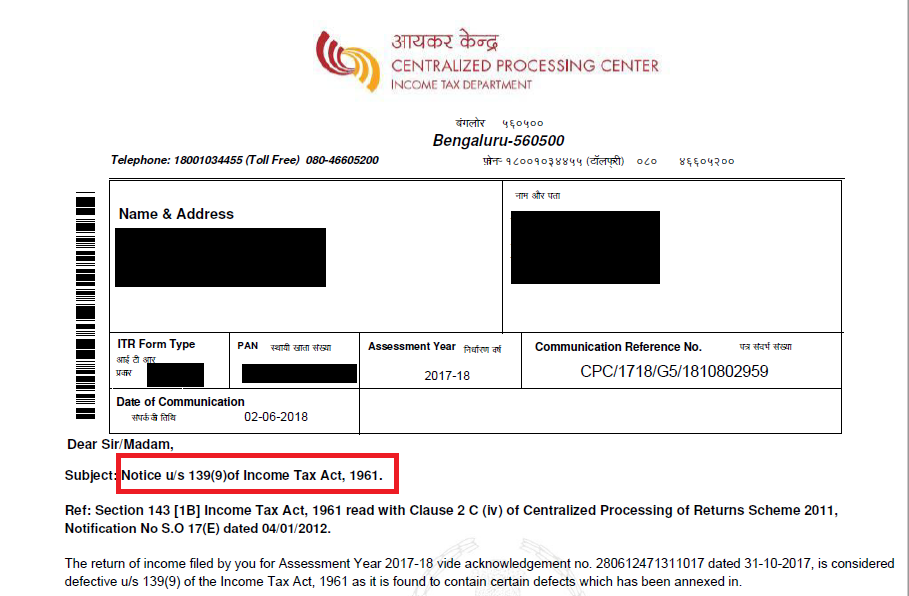 आयकर केन्द्र
CENTRALIZED PROCESSING CENTER
INCOME TAX DEPARTMENT
बंगलोर ५६०५००
Bengaluru-560500
Telephone: 18001034455 (Toll Free) 080-46605200
फ़ोन- १८००१०३४४५५ (टॉलफ्री) ०८० ४६६०५२००
Name & Address
नाम और पता
ITR Form Type
आई टी आर
प्रकार
PAN स्थायी खाता संख्या
Assessment Year निर्धारण वर्ष
2017-18
Communication Reference No. पत्र संदर्भ संख्या
CPC/1718/G5/1810802959
Date of Communication
संपर्क की तिथि 02-06-2018
Dear Sir/Madam,
Subject: Notice u/s 139(9)of Income Tax Act, 1961.
Ref: Section 143 [1B] Income Tax Act, 1961 read with Clause 2 C (iv) of Centralized Processing of Returns Scheme 2011,
Notification No S.O 17(E) dated 04/01/2012.
The return of income filed by you for Assessment Year 2017-18 vide acknowledgement no. 280612471311017 dated 31-10-2017, is considered
defective u/s 139(9) of the Income Tax Act, 1961 as it is found to contain certain defects which has been annexed in.